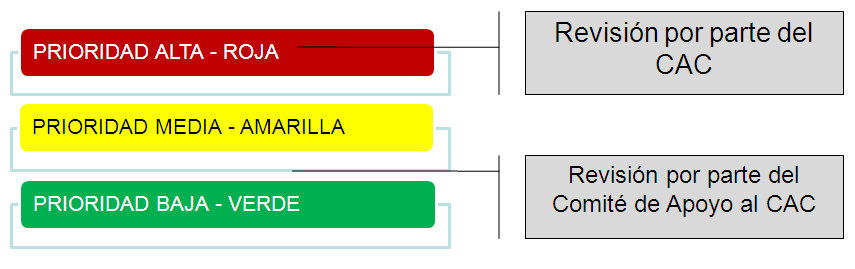 PRIORIDAD ALTA - ROJA
Revisión por parte del
CAC
PRIORIDAD MEDIA - AMARILLA
PRIORIDAD BAJA - VERDE
Revisión por parte del
Comité de Apoyo al CAC